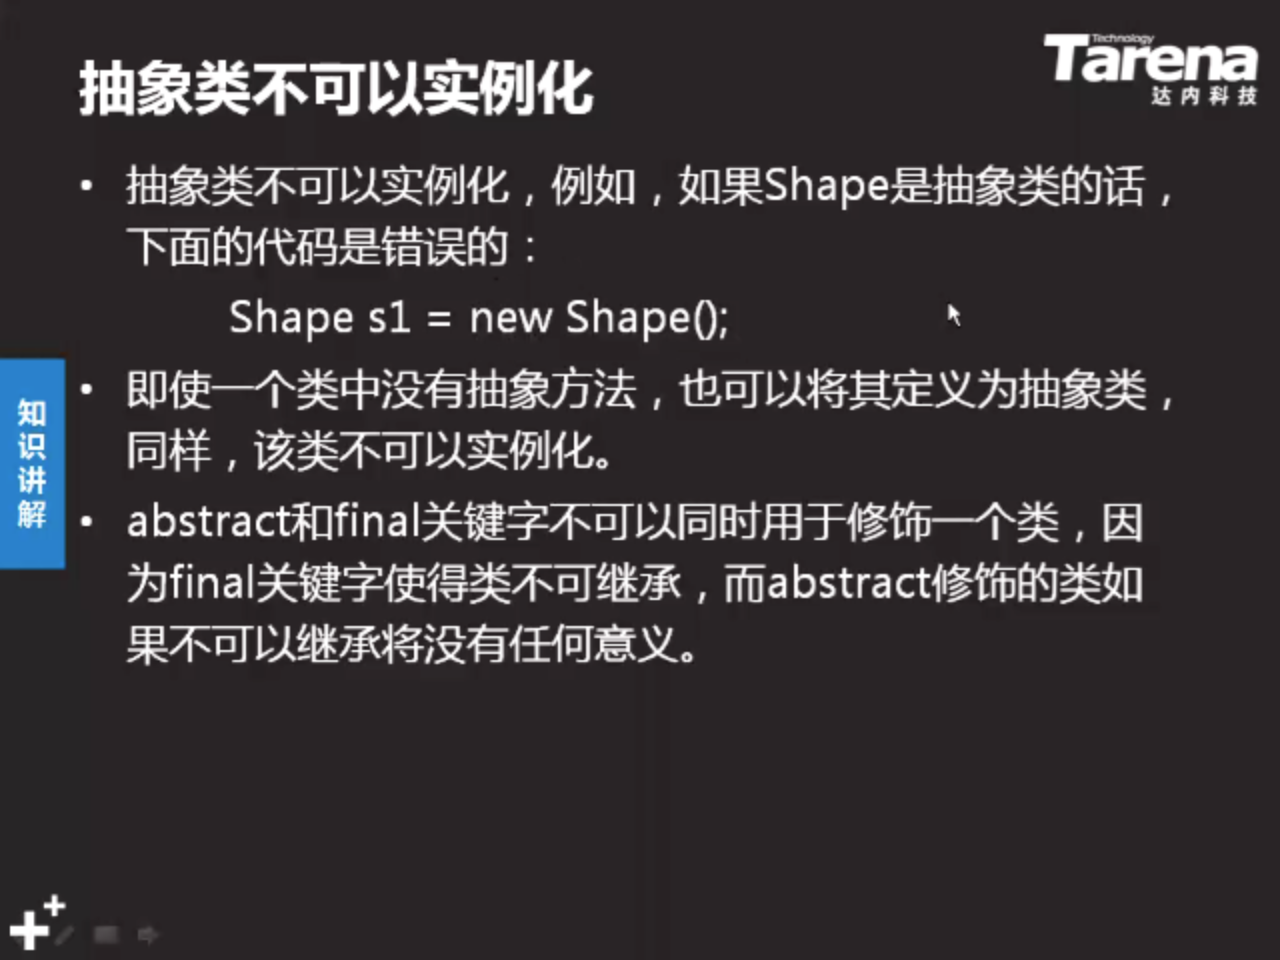 抽象类不可以实例化
Technology
Tarena
达内科技
• 抽象类不可以实例化，例如，如果Shape是抽象类的话，
下面的代码是错误的：
Shape s1 = new Shape();
• 即使一个类中没有抽象方法，也可以将其定义为抽象类，
同样，该类不可以实例化。
• abstract和final关键字不可以同时用于修饰一个类，因
为final关键字使得类不可继承，而abstract修饰的类如
果不可以继承将没有任何意义。
知识讲解